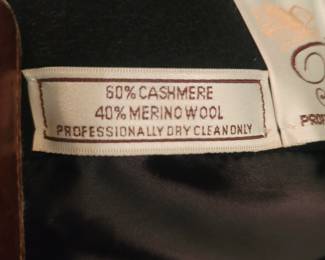 60% CASHMERE
40% MERINO WOOL
PROFESSIONALLY DRY CLEAN ONLY